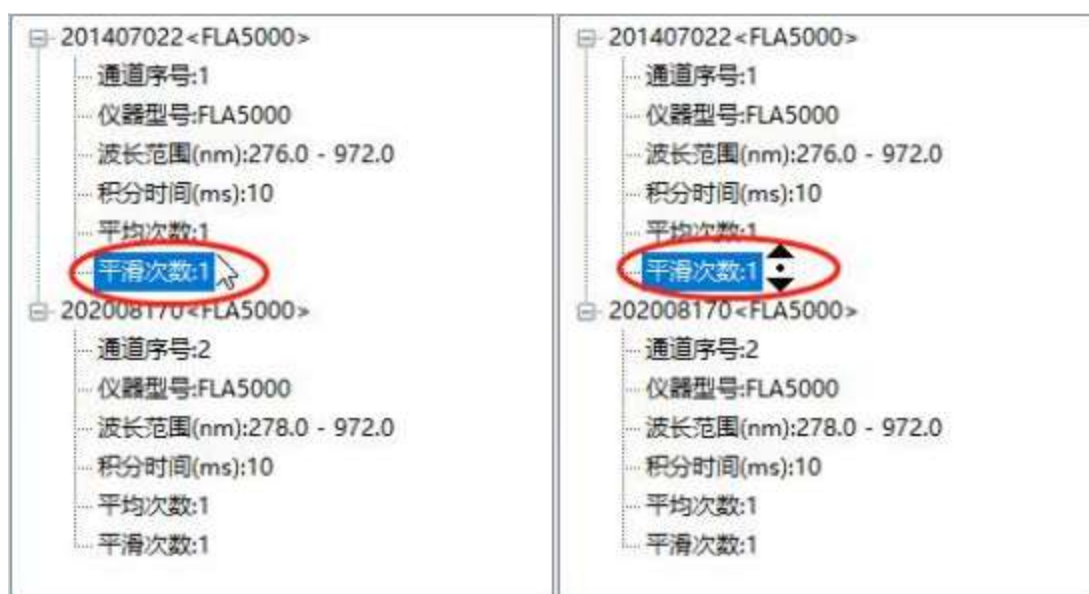 201407022<FLA5000>
通道序号:1
仪器型号:FLA5000
波长范围(nm):276.0 - 972.0
积分时间(ms):10
平均次数:1
平滑次数:1
202008170<FLA5000>
通道序号:2
仪器型号:FLA5000
波长范围(nm):278.0 - 972.0
积分时间(ms):10
平均次数:1
平滑次数:1
201407022<FLA5000>
通道序号:1
仪器型号:FLA5000
波长范围(nm):276.0 - 972.0
积分时间(ms):10
平均次数:1
平滑次数:1
202008170<FLA5000>
通道序号:2
仪器型号:FLA5000
波长范围(nm):278.0 - 972.0
积分时间(ms):10
平均次数:1
平滑次数:1